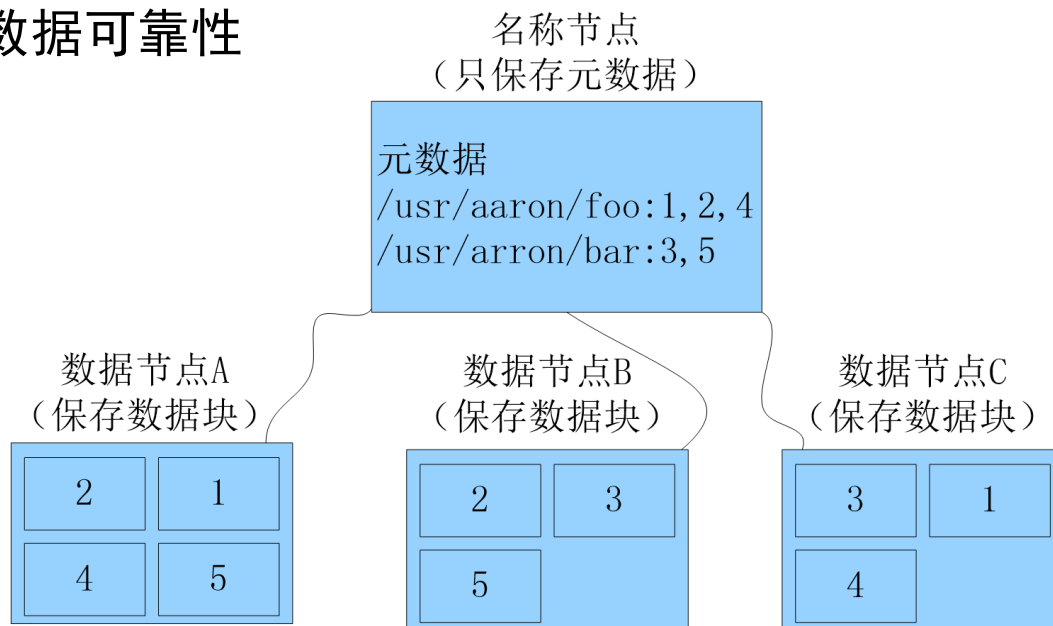 数据可靠性
名称节点
（只保存元数据）
元数据
/usr/aaron/foo:1,2,4
/usr/arron/bar:3,5
数据节点A
（保存数据块）
2 1
4 5
数据节点B
（保存数据块）
2 3
5
数据节点C
（保存数据块）
3 1
4